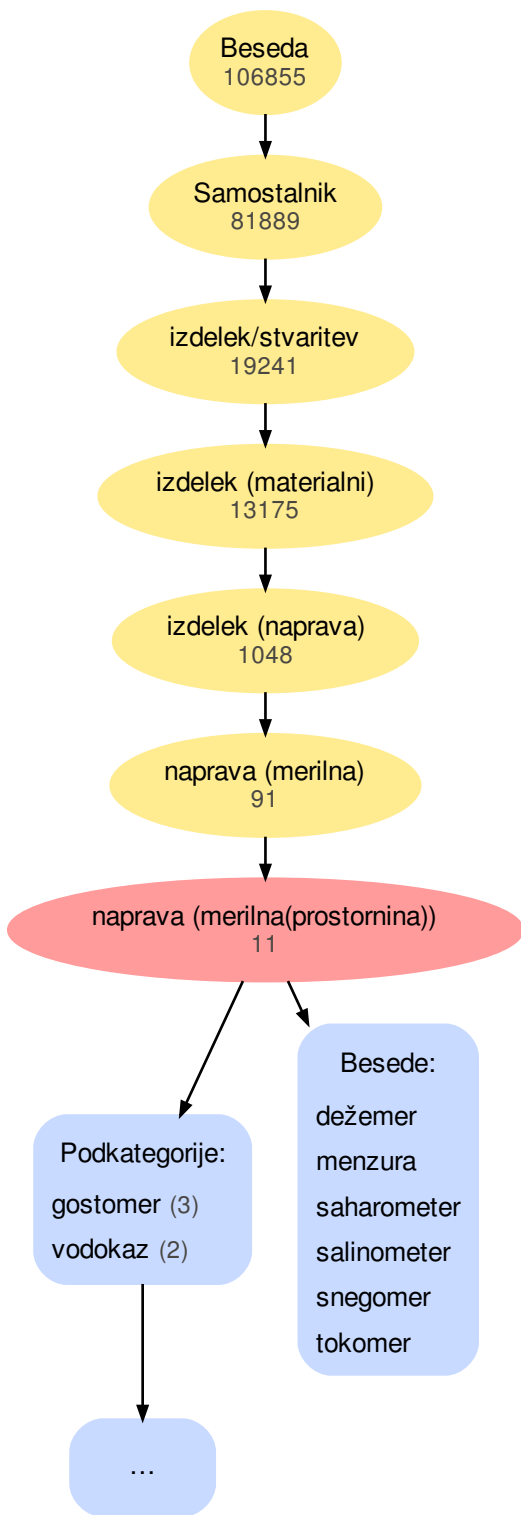 Beseda
106855
Samostalnik
81889
izdelek/stvaritev
19241
izdelek (materialni)
13175
izdelek (naprava)
1048
naprava (merilna)
91
naprava (merilna(prostornina))
11
Podkategorije:
gostomer (3)
vodokaz (2)
...
Besede:
dežemer
menzura
saharometer
salinometer
snegomer
tokomer